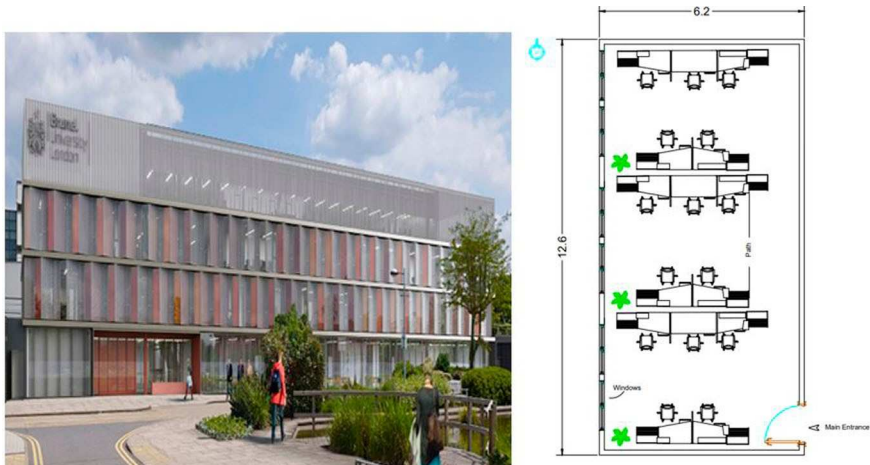 Brunel
University
London
6.2
12.6
Path
Windows
Main Entrance